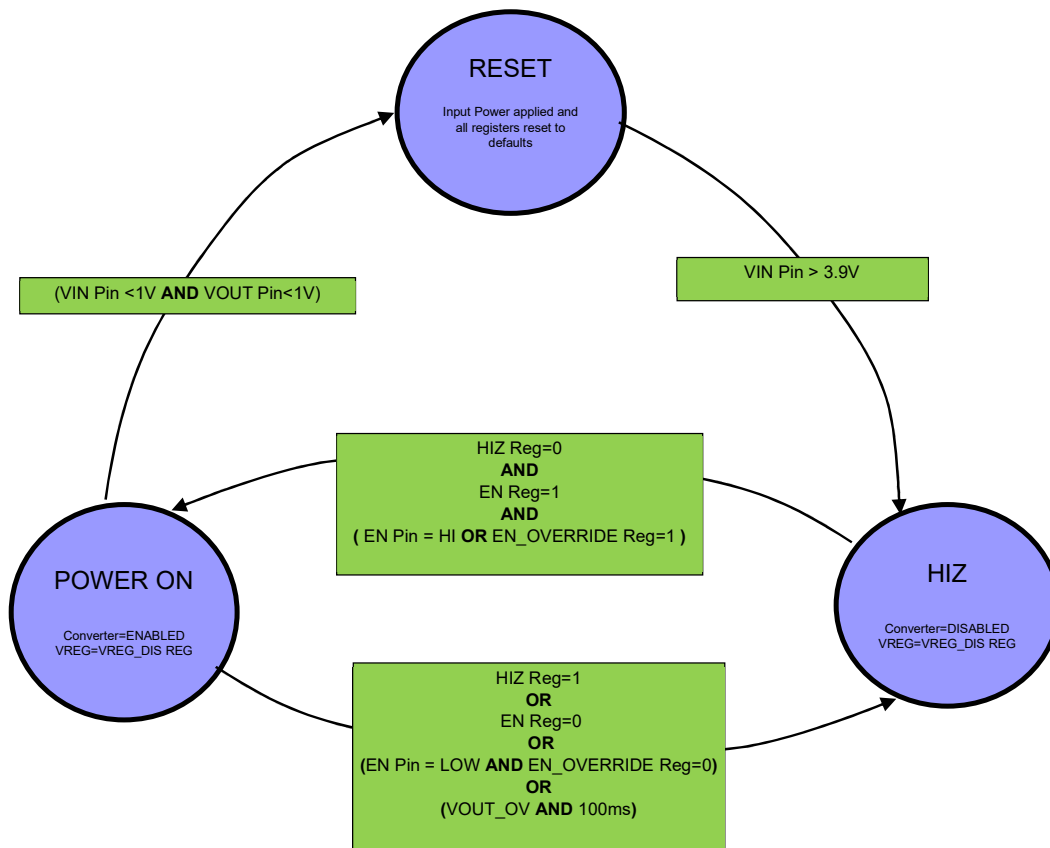 RESET
Input Power applied and
all registers reset to
defaults
(VIN Pin <1V AND VOUT Pin<1V)
VIN Pin > 3.9V
HIZ Reg=0
AND
EN Reg=1
AND
( EN Pin = HI OR EN_OVERRIDE Reg=1 )
POWER ON
Converter=ENABLED
VREG=VREG_DIS REG
HIZ
Converter=DISABLED
VREG=VREG_DIS REG
HIZ Reg=1
OR
EN Reg=0
OR
(EN Pin = LOW AND EN_OVERRIDE Reg=0)
OR
(VOUT_OV AND 100ms)